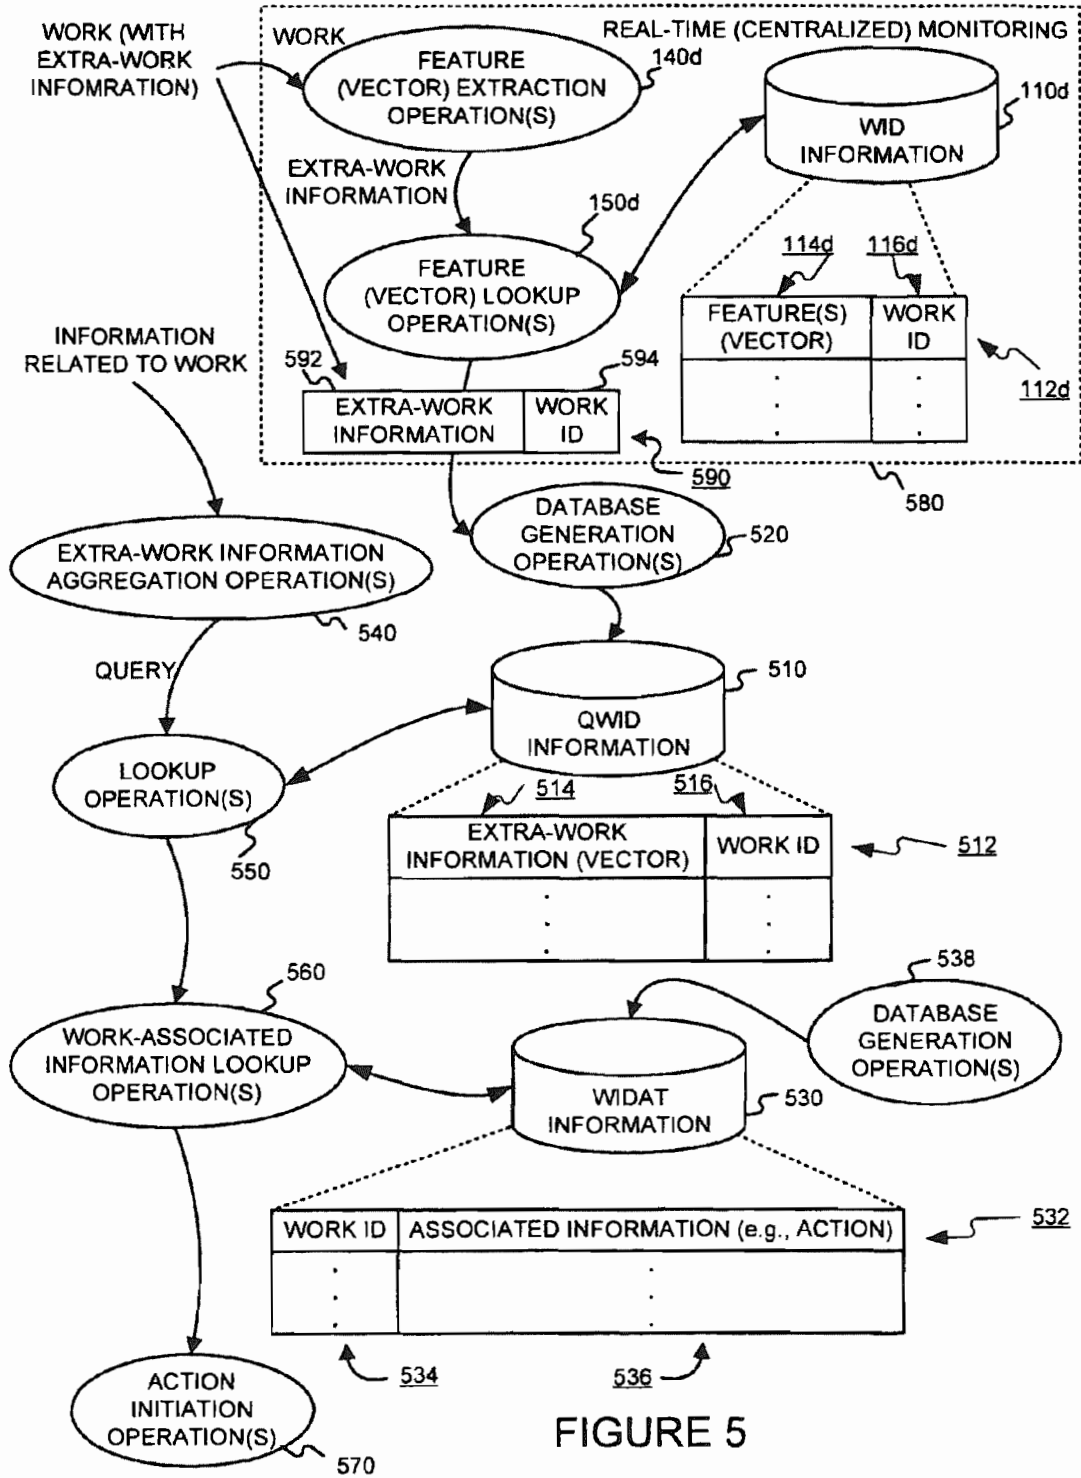 WORK (WITH
EXTRA-WORK
INFOMRATION)
WORK
REAL-TIME (CENTRALIZED) MONITORING
FEATURE
(VECTOR) EXTRACTION
OPERATION(S)
140d
110d
WID
INFORMATION
EXTRA-WORK
INFORMATION
150d
FEATURE
(VECTOR) LOOKUP
OPERATION(S)
114d
116d
FEATURE(S)
(VECTOR)
WORK
ID
112d
INFORMATION
RELATED TO WORK
592
594
EXTRA-WORK
INFORMATION
WORK
ID
590
580
DATABASE
GENERATION
OPERATION(S)
520
EXTRA-WORK INFORMATION
AGGREGATION OPERATION(S)
540
QUERY
510
QWID
INFORMATION
LOOKUP
OPERATION(S)
550
514
516
EXTRA-WORK
INFORMATION (VECTOR)
WORK ID
512
560
538
WORK-ASSOCIATED
INFORMATION LOOKUP
OPERATION(S)
DATABASE
GENERATION
OPERATION(S)
WIDAT
INFORMATION
530
WORK ID
ASSOCIATED INFORMATION (e.g., ACTION)
532
534
536
ACTION
INITIATION
OPERATION(S)
570
FIGURE 5